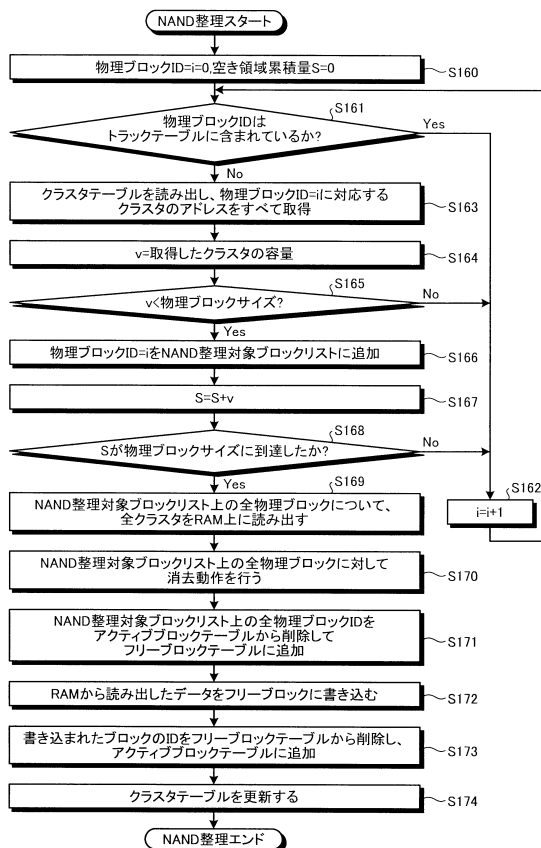 NAND整理スタート
物理ブロックID=i=0,空き領域累積量S=0
S160
物理ブロックIDは
トラックテーブルに含まれているか?
S161
Yes
No
クラスタテーブルを読み出し、物理ブロックID=iに対応する
クラスタのアドレスをすべて取得
S163
v=取得したクラスタの容量
S164
v<物理ブロックサイズ?
S165
No
Yes
物理ブロックID=iをNAND整理対象ブロックリストに追加
S166
S=S+v
S167
Sが物理ブロックサイズに到達したか?
S168
No
Yes
S162
i=i+1
NAND整理対象ブロックリスト上の全物理ブロックについて、
全クラスタをRAM上に読み出す
S169
NAND整理対象ブロックリスト上の全物理ブロックに対して
消去動作を行う
S170
NAND整理対象ブロックリスト上の全物理ブロックIDを
アクティブブロックテーブルから削除して
フリーブロックテーブルに追加
S171
RAMから読み出したデータをフリーブロックに書き込む
S172
書き込まれたブロックのIDをフリーブロックテーブルから削除し、
アクティブブロックテーブルに追加
S173
クラスタテーブルを更新する
S174
NAND整理エンド